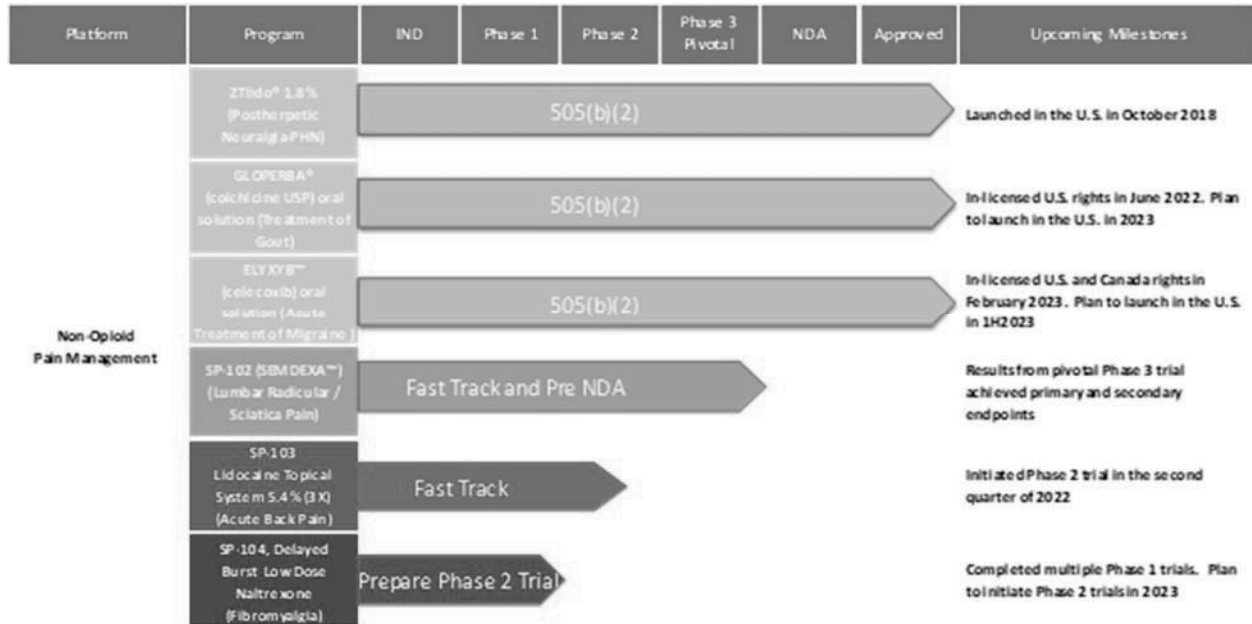 Platform
Program
IND
Phase 1
Phase 2
Phase 3
Pivotal
NDA
Approved
Upcoming Milestones
Non-Opioid
Pain Management
ZTlido® 1.8%
(Postherpetic
Neuralgia-PHN)
505(b)(2)
Launched in the U.S. in October 2018
GLOPERBA®
(colchicine USP) oral
solution (Treatment of
Gout)
505(b)(2)
In-licensed U.S. rights in June 2022. Plan
to launch in the U.S. in 2023
ELYXYB™
(celecoxib) oral
solution (Acute
Treatment of Migraine)
505(b)(2)
In-licensed U.S. and Canada rights in
February 2023. Plan to launch in the U.S.
in 1H2023
SP-102 (SEMDEXA™)
(Lumbar Radicular /
Sciatica Pain)
Fast Track and Pre NDA
Results from pivotal Phase 3 trial
achieved primary and secondary
endpoints
SP-103
Lidocaine Topical
System 5.4% (3X)
(Acute Back Pain)
Fast Track
Initiated Phase 2 trial in the second
quarter of 2022
SP-104, Delayed
Burst Low Dose
Naltrexone
(Fibromyalgia)
Prepare Phase 2 Trial
Completed multiple Phase 1 trials. Plan
to initiate Phase 2 trials in 2023